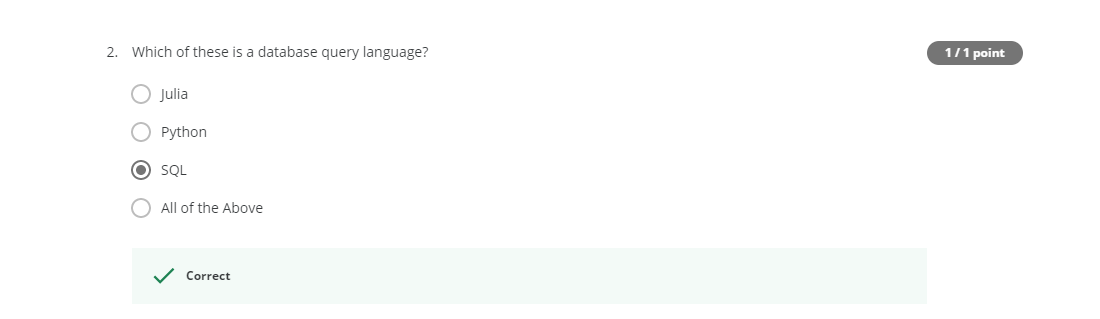 2. Which of these is a database query language?
1 / 1 point
Julia
Python
SQL
All of the Above
Correct